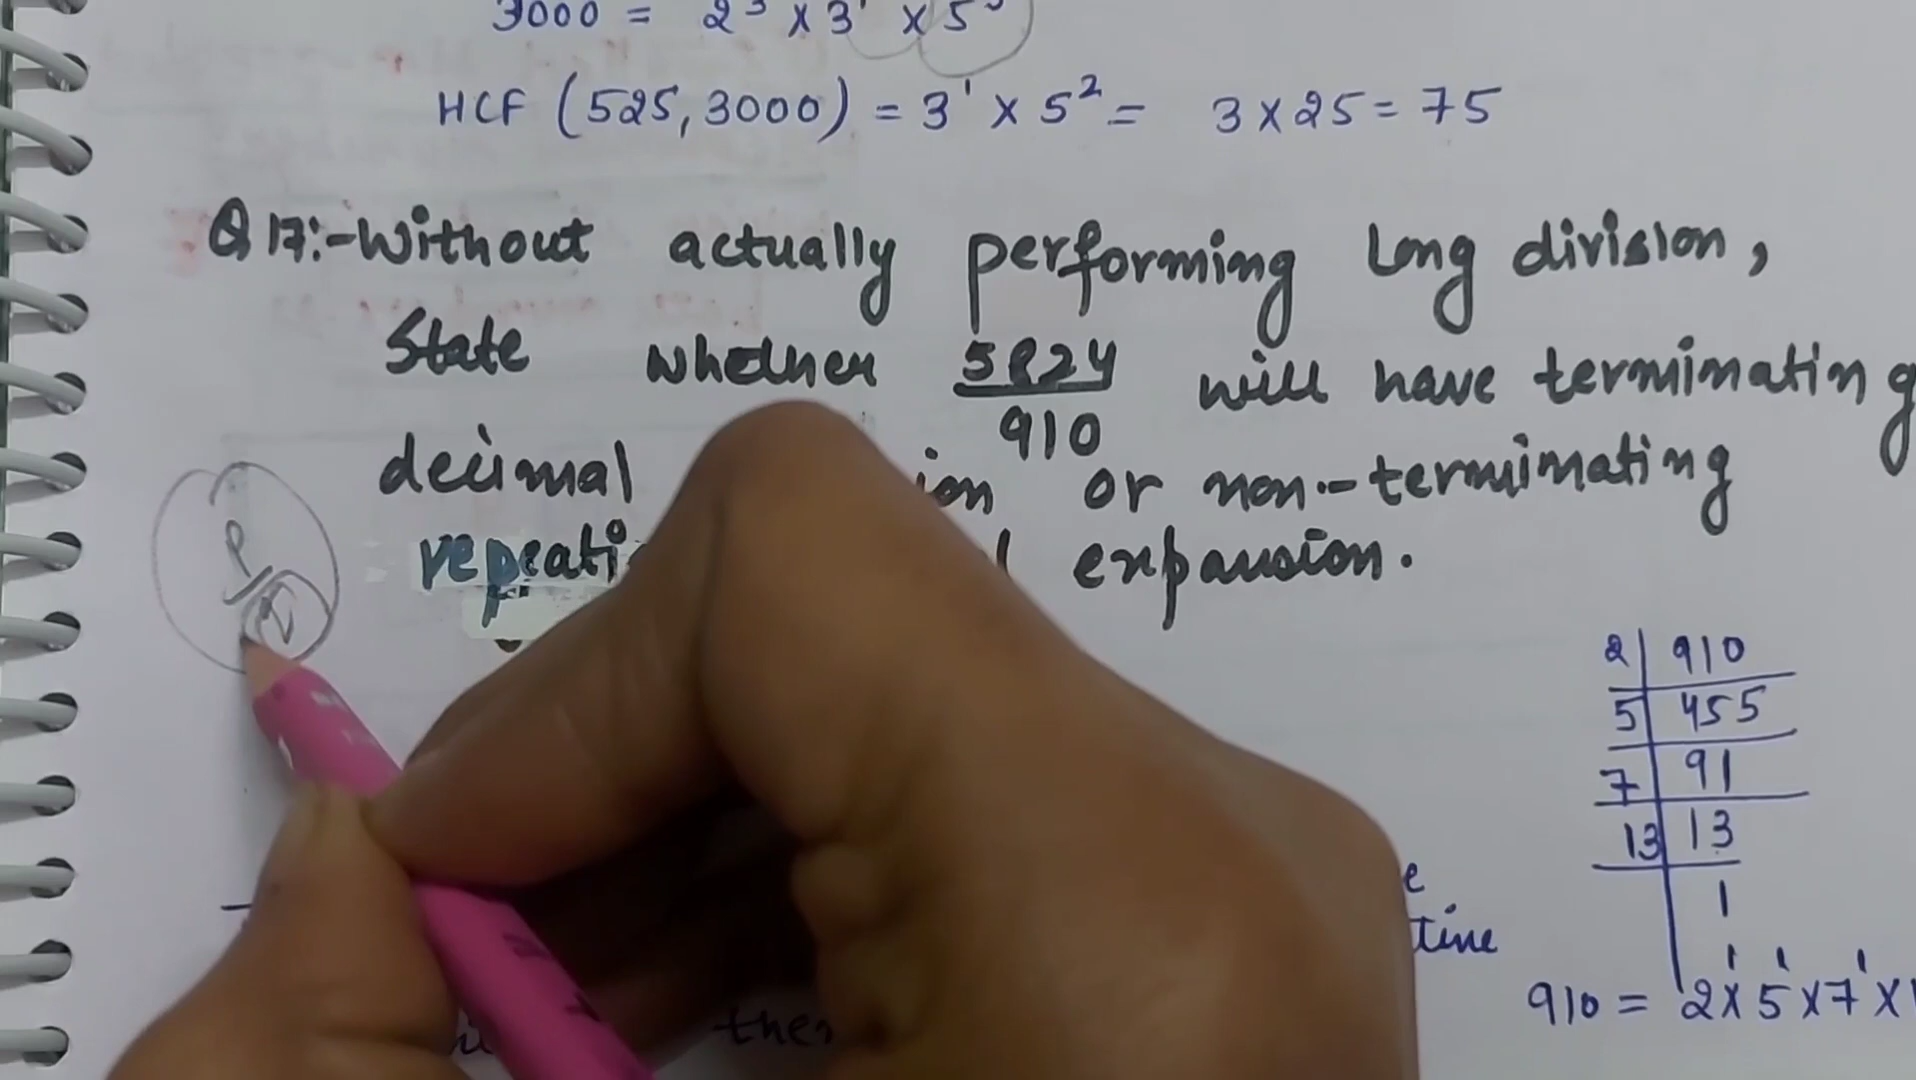 3000 = 2³ × 3¹ × 5³
HCF (525, 3000) = 3¹ × 5² = 3 × 25 = 75
Q 17:- Without actually performing Long division,
State whether 5824/910 will have terminating
decimal ion or non-terminating
repeati expansion.
P/q
2 | 910
5 | 455
7 | 91
13 | 13
1
e
tive
910 = 2¹ × 5¹ × 7¹ ×
the